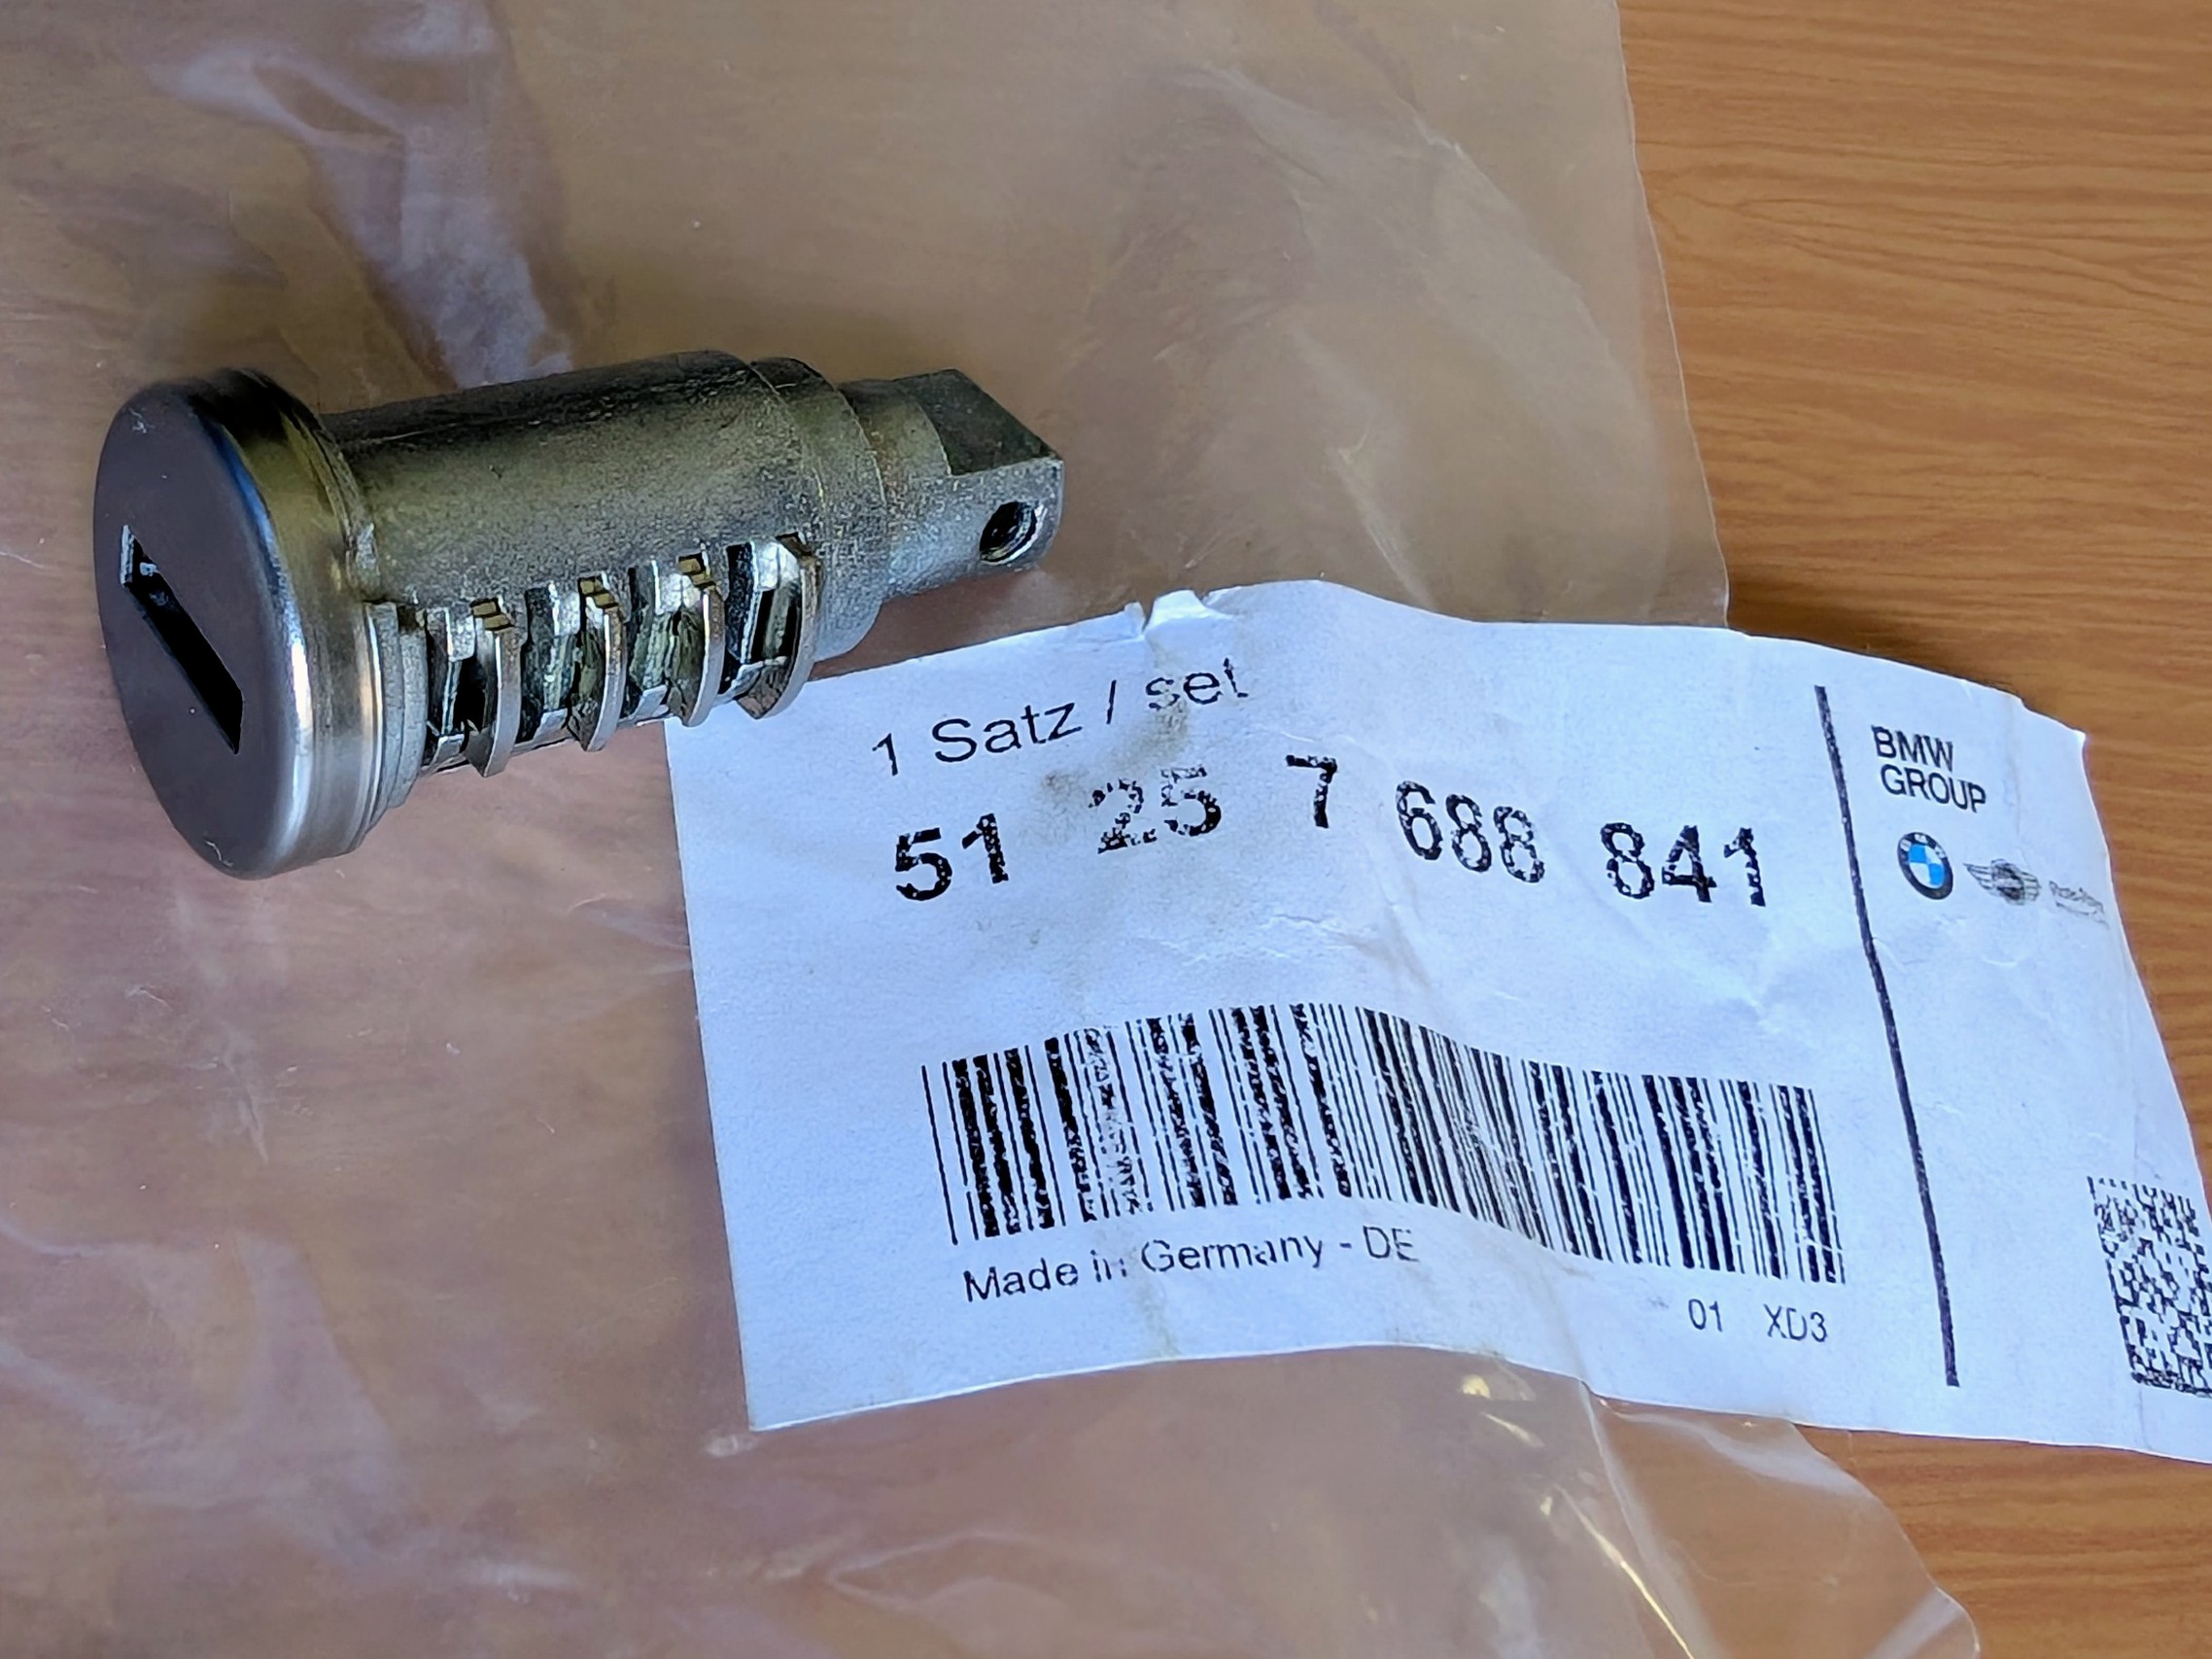 1 Satz / set
51 25 7 688 841
Made in Germany - DE
01 XD3
BMW
GROUP